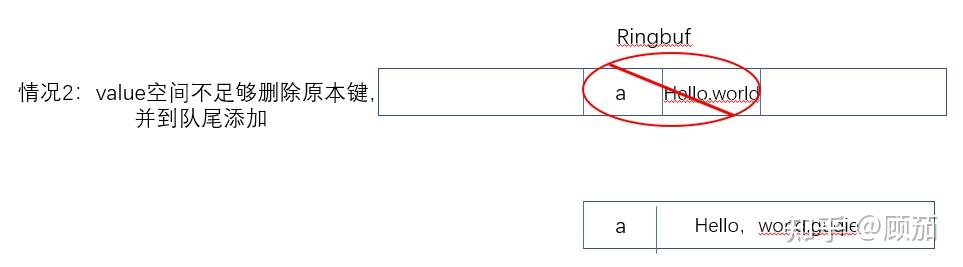 Ringbuf
情况2：value空间不足够删除原本键，
并到队尾添加
a
Hello.world
a
Hello，world.guqie
知乎 @顾茄